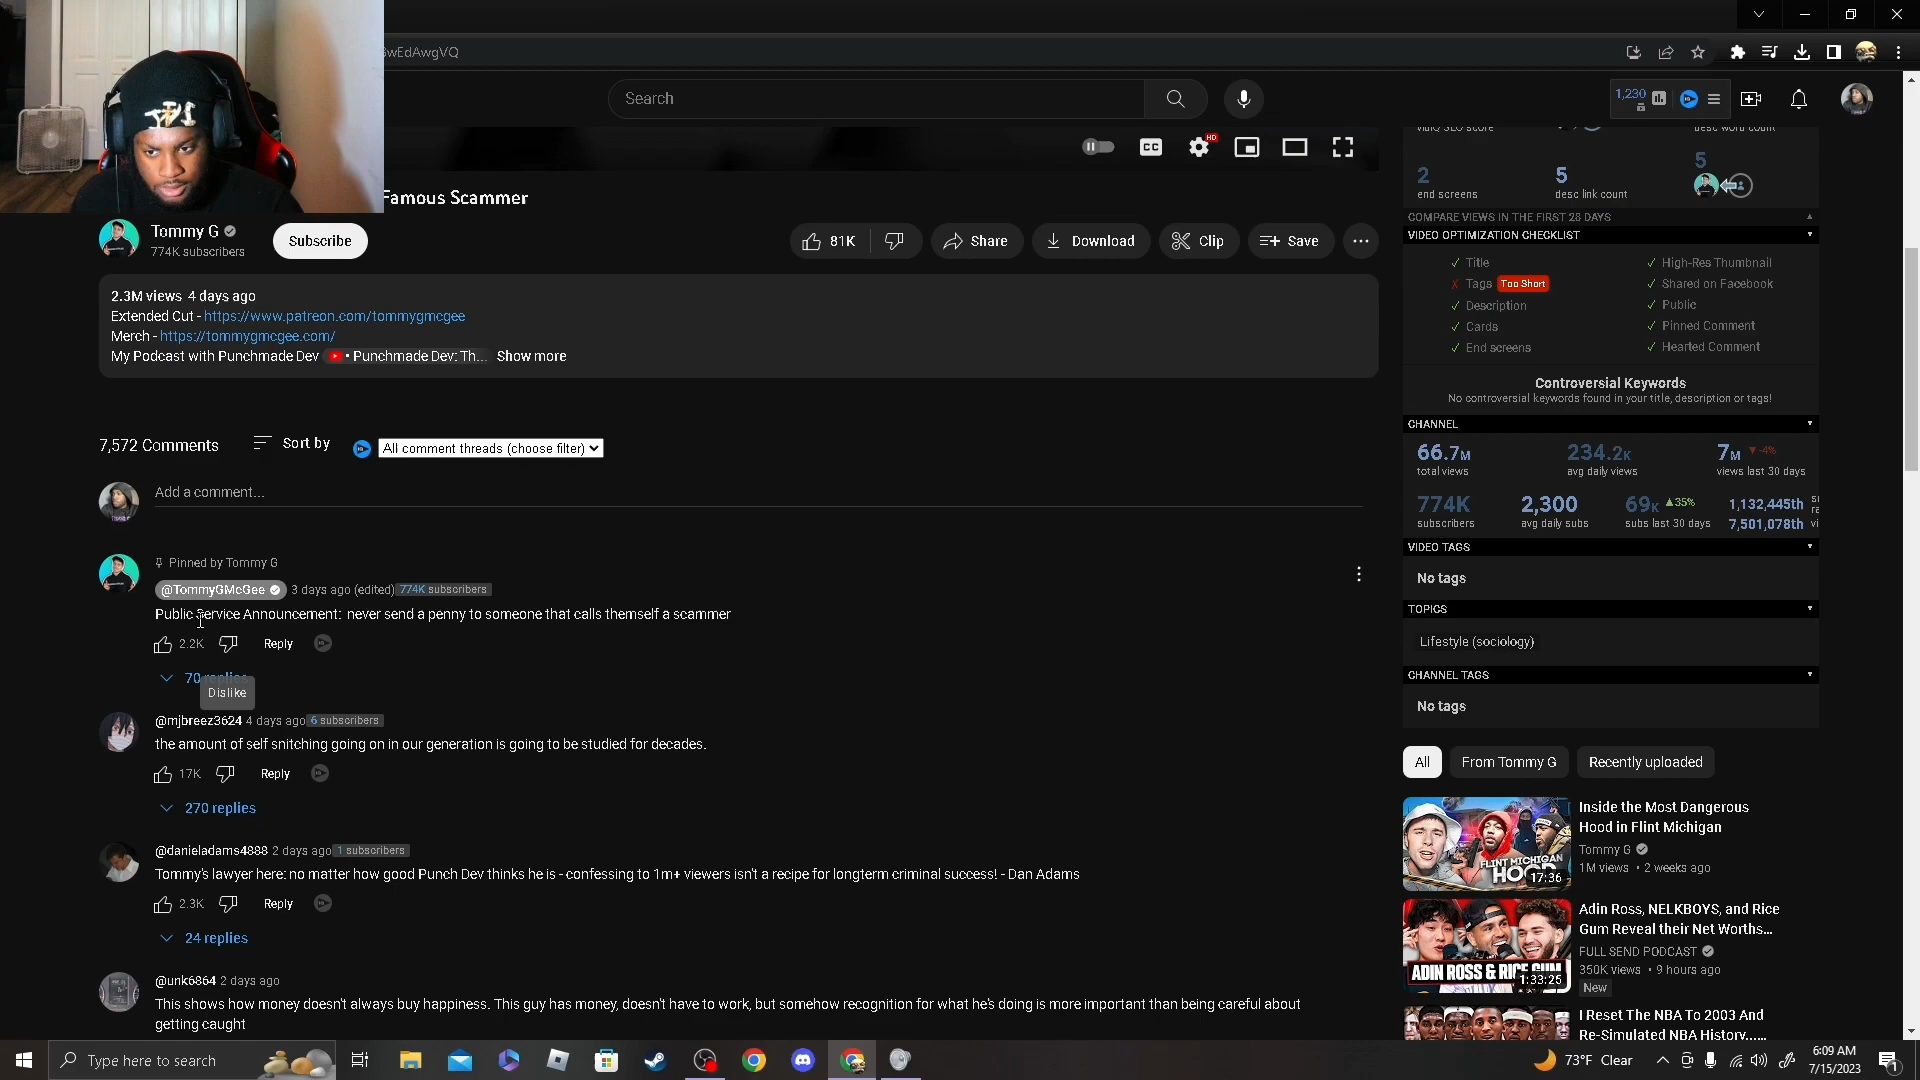 3wEdAwgVQ
Search
1,230
HD
Famous Scammer
Tommy G
774K subscribers
Subscribe
81K
Share
Download
Clip
Save
2.3M views 4 days ago
Extended Cut - https://www.patreon.com/tommygmcgee
Merch - https://tommygmcgee.com/
My Podcast with Punchmade Dev • Punchmade Dev: Th... Show more
7,572 Comments
Sort by
All comment threads (choose filter)
Add a comment...
Pinned by Tommy G
@TommyGMcGee 3 days ago (edited) 774K subscribers
Public Service Announcement: never send a penny to someone that calls themself a scammer
2.2K
Reply
70 replies
Dislike
@mjbreez3624 4 days ago 6 subscribers
the amount of self snitching going on in our generation is going to be studied for decades.
17K
Reply
270 replies
@danieladams4888 2 days ago 1 subscribers
Tommy's lawyer here: no matter how good Punch Dev thinks he is - confessing to 1m+ viewers isn't a recipe for longterm criminal success! - Dan Adams
2.3K
Reply
24 replies
@unk6864 2 days ago
This shows how money doesn't always buy happiness. This guy has money, doesn't have to work, but somehow recognition for what he's doing is more important than being careful about
getting caught
vidIQ SEO score
desc word count
2
end screens
5
desc link count
5
COMPARE VIEWS IN THE FIRST 28 DAYS
VIDEO OPTIMIZATION CHECKLIST
Title
High-Res Thumbnail
Tags Too Short
Shared on Facebook
Description
Public
Cards
Pinned Comment
End screens
Hearted Comment
Controversial Keywords
No controversial keywords found in your title, description or tags!
CHANNEL
66.7M
total views
234.2K
avg daily views
7M -4%
views last 30 days
774K
subscribers
2,300
avg daily subs
69K 35%
subs last 30 days
1,132,445th
7,501,078th
VIDEO TAGS
No tags
TOPICS
Lifestyle (sociology)
CHANNEL TAGS
No tags
All
From Tommy G
Recently uploaded
Inside the Most Dangerous
Hood in Flint Michigan
Tommy G
1M views • 2 weeks ago
FLINT MICHIGAN
HOOD
17:36
Adin Ross, NELKBOYS, and Rice
Gum Reveal their Net Worths...
FULL SEND PODCAST
350K views • 9 hours ago
New
ADIN ROSS & RICE GUM
1:33:25
I Reset The NBA To 2003 And
Re-Simulated NBA History.....
Type here to search
73°F Clear
6:09 AM
7/15/2023
1